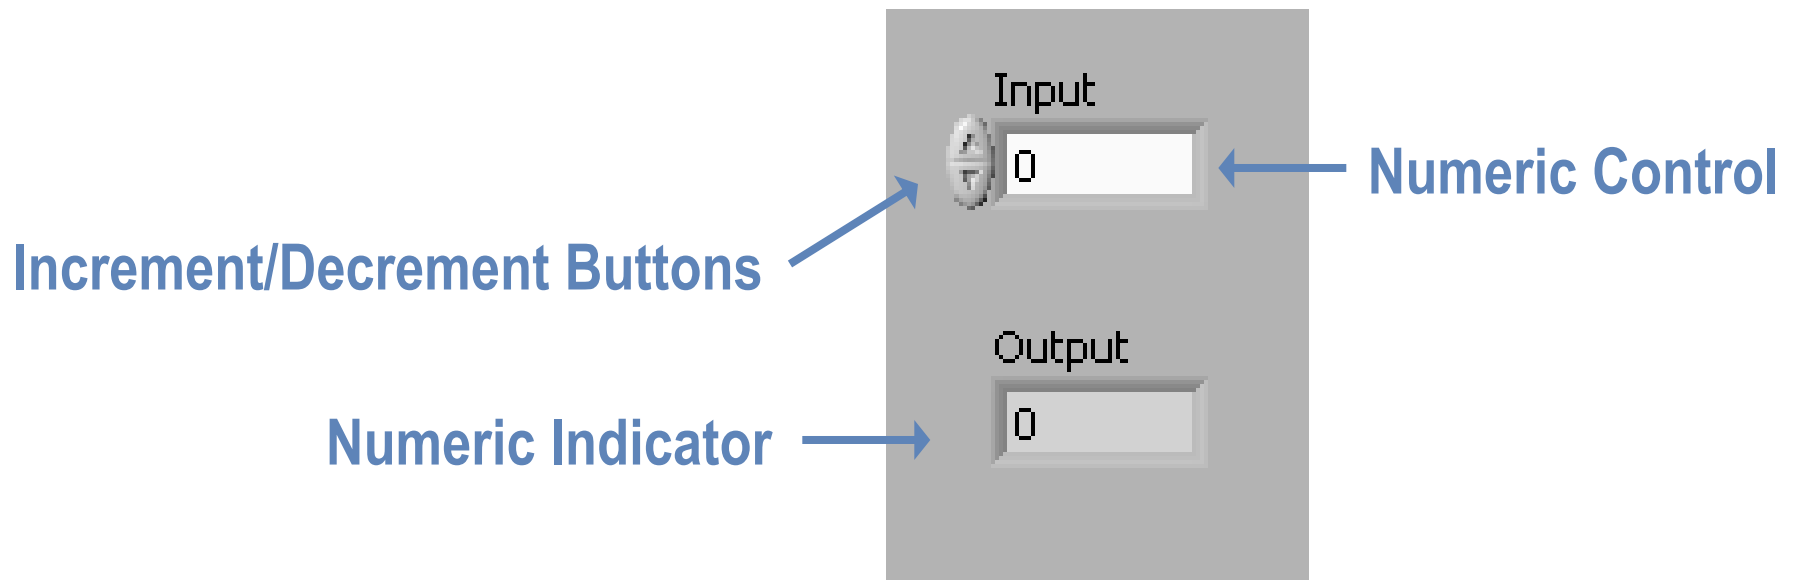 Input
0
Numeric Control
Increment/Decrement Buttons
Output
0
Numeric Indicator